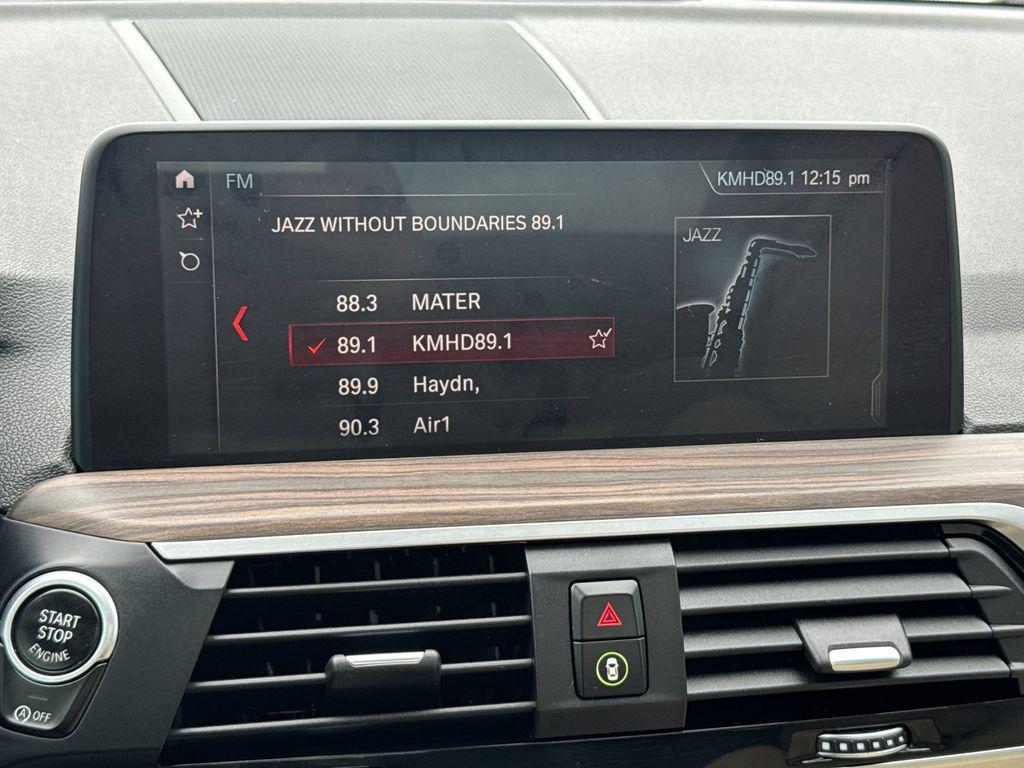 FM
KMHD89.1 12:15 pm
JAZZ WITHOUT BOUNDARIES 89.1
JAZZ
88.3 MATER
89.1 KMHD89.1
89.9 Haydn,
90.3 Air1
START
STOP
ENGINE
A OFF